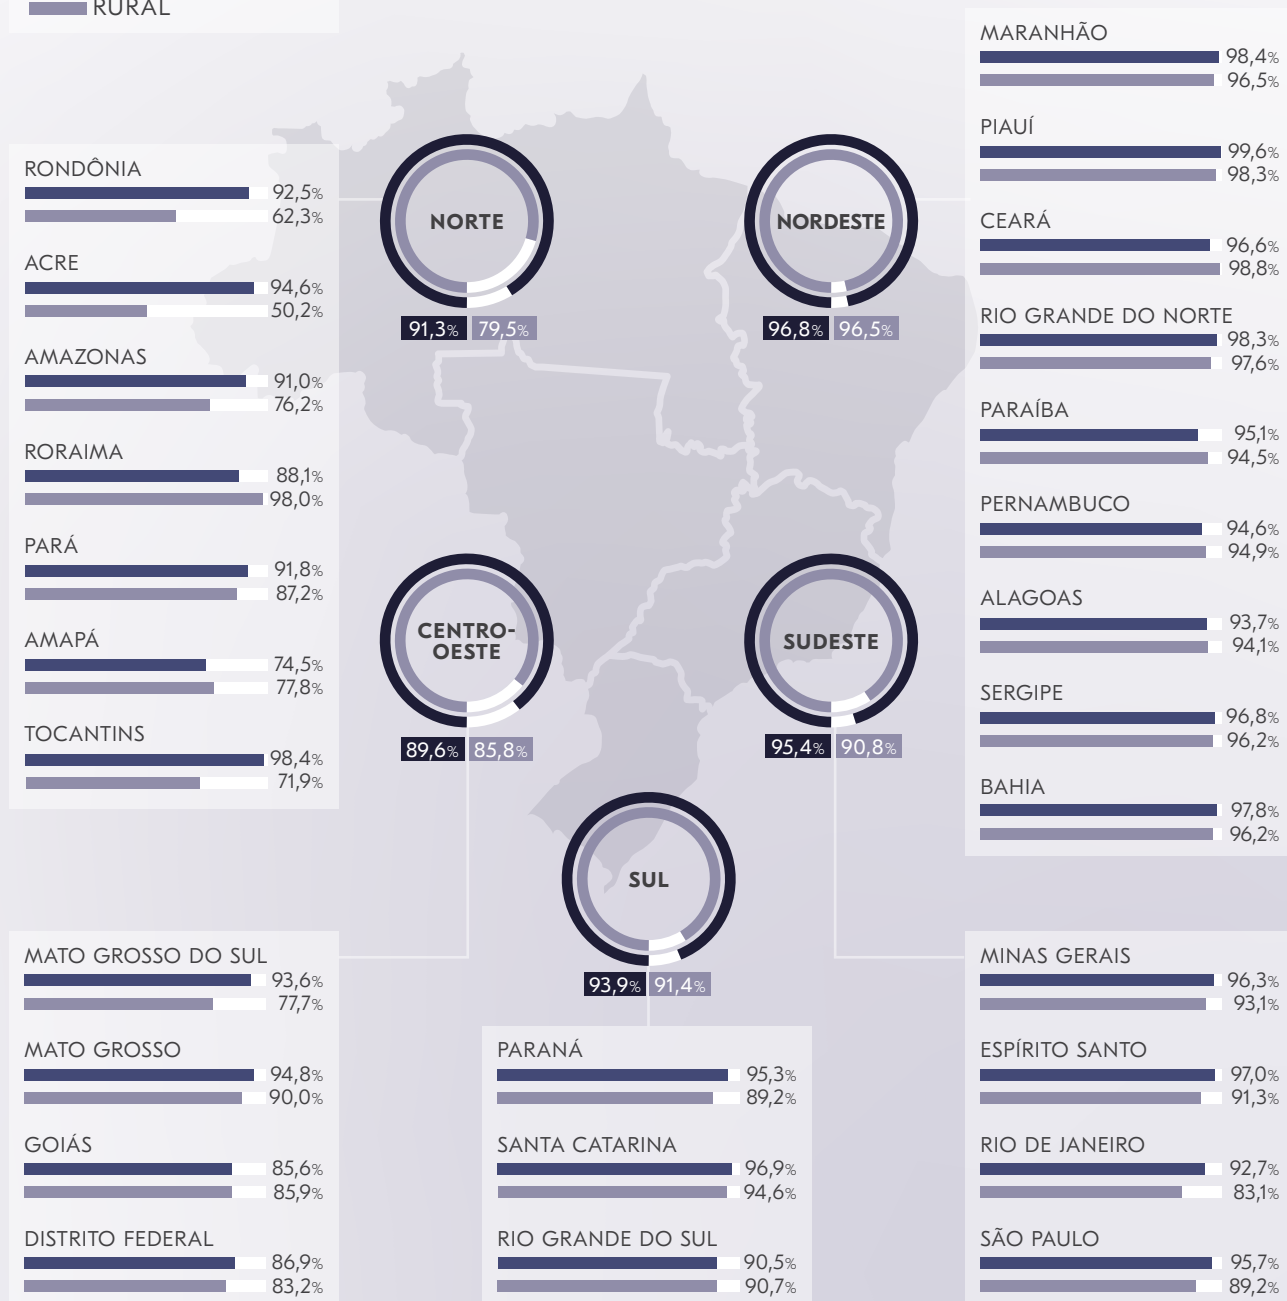 RURAL
RONDÔNIA
92,5%
62,3%
ACRE
94,6%
50,2%
AMAZONAS
91,0%
76,2%
RORAIMA
88,1%
98,0%
PARÁ
91,8%
87,2%
AMAPÁ
74,5%
77,8%
TOCANTINS
98,4%
71,9%
NORTE
91,3% 79,5%
NORDESTE
96,8% 96,5%
MARANHÃO
98,4%
96,5%
PIAUÍ
99,6%
98,3%
CEARÁ
96,6%
98,8%
RIO GRANDE DO NORTE
98,3%
97,6%
PARAÍBA
95,1%
94,5%
PERNAMBUCO
94,6%
94,9%
ALAGOAS
93,7%
94,1%
SERGIPE
96,8%
96,2%
BAHIA
97,8%
96,2%
CENTRO-
OESTE
89,6% 85,8%
SUDESTE
95,4% 90,8%
SUL
93,9% 91,4%
MATO GROSSO DO SUL
93,6%
77,7%
MATO GROSSO
94,8%
90,0%
GOIÁS
85,6%
85,9%
DISTRITO FEDERAL
86,9%
83,2%
PARANÁ
95,3%
89,2%
SANTA CATARINA
96,9%
94,6%
RIO GRANDE DO SUL
90,5%
90,7%
MINAS GERAIS
96,3%
93,1%
ESPÍRITO SANTO
97,0%
91,3%
RIO DE JANEIRO
92,7%
83,1%
SÃO PAULO
95,7%
89,2%